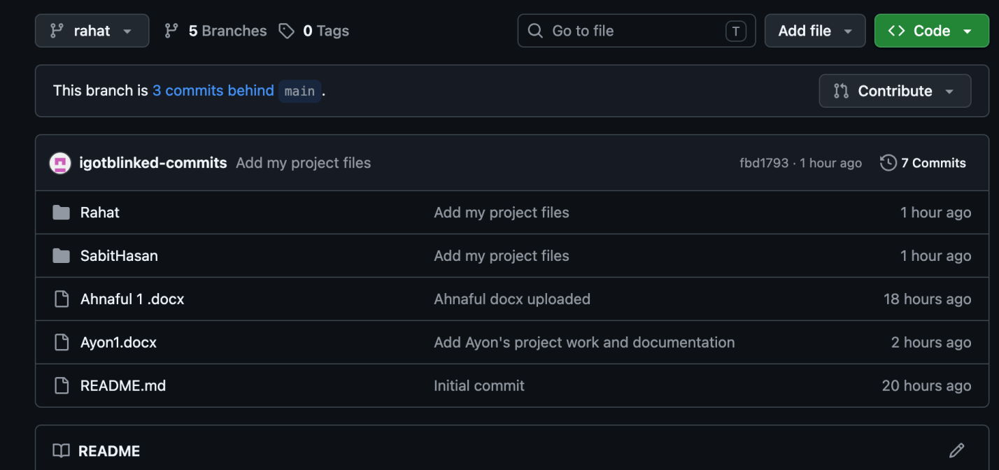 rahat 5 Branches 0 Tags Go to file T Add file <> Code
This branch is 3 commits behind main . Contribute
igotblinked-commits Add my project files fbd1793 · 1 hour ago 7 Commits
Rahat Add my project files 1 hour ago
SabitHasan Add my project files 1 hour ago
Ahnaful 1 .docx Ahnaful docx uploaded 18 hours ago
Ayon1.docx Add Ayon's project work and documentation 2 hours ago
README.md Initial commit 20 hours ago
README